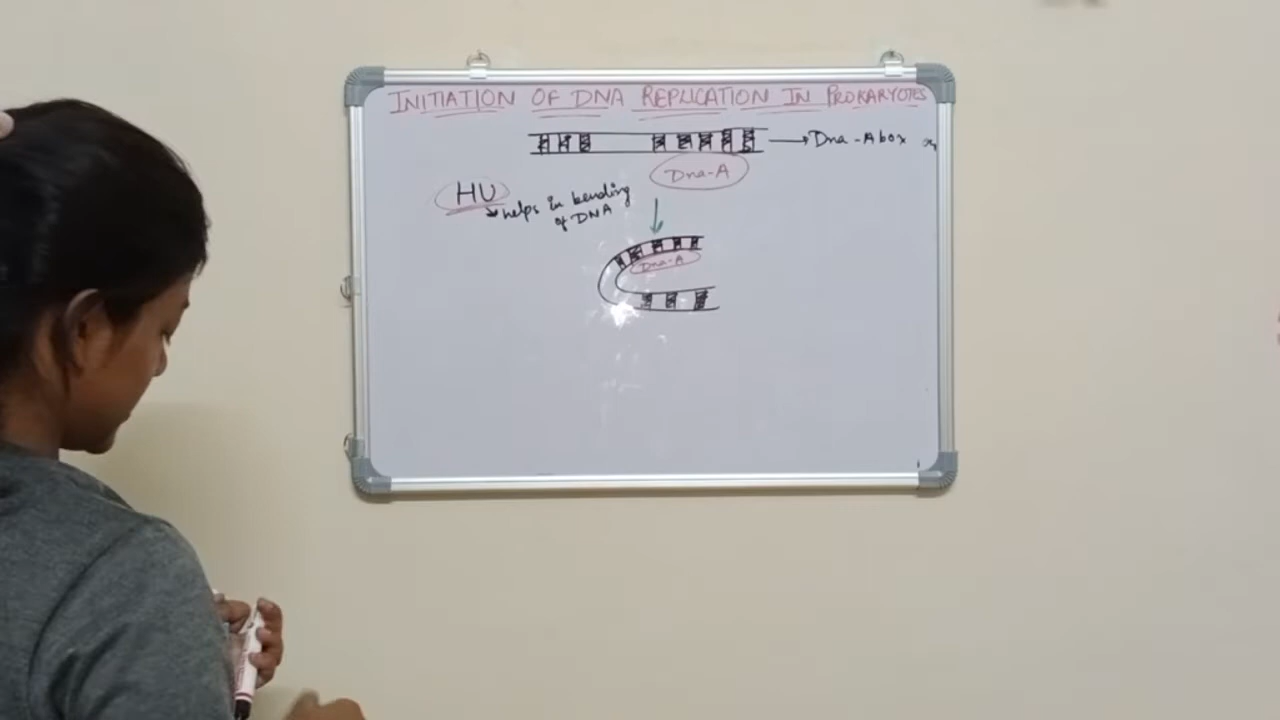 INITIATION OF DNA REPLICATION IN PROKARYOTES
Dna-A box
Dna-A
HU
helps in bending
of DNA
Dna-A